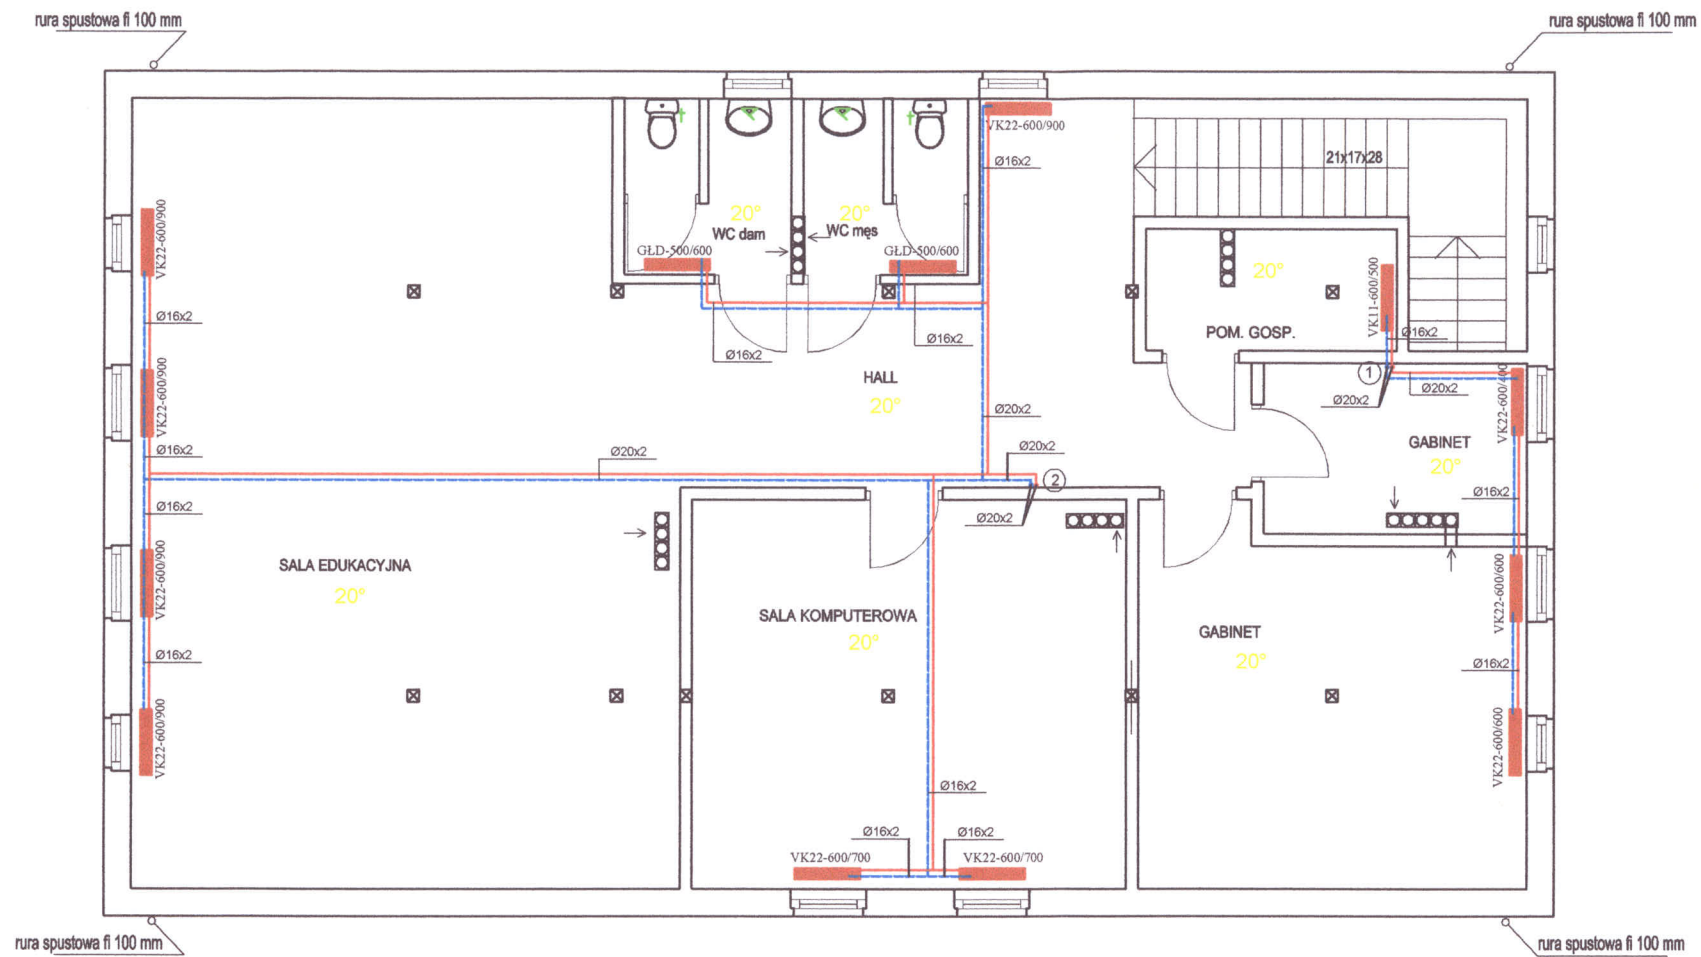 rura spustowa fi 100 mm
rura spustowa fi 100 mm
VK22-600/900
Ø16x2
21x17x28
20°
WC dam
20°
WC męs
GŁD-500/600
GŁD-500/600
VK22-600/900
Ø16x2
20°
POM. GOSP.
VK11-600/500
Ø16x2
Ø16x2
Ø16x2
HALL
20°
1
Ø20x2
Ø20x2
VK22-600/400
VK22-600/900
Ø16x2
Ø20x2
Ø20x2
Ø20x2
2
Ø20x2
GABINET
20°
Ø16x2
Ø16x2
SALA EDUKACYJNA
20°
VK22-600/900
Ø16x2
VK22-600/900
SALA KOMPUTEROWA
20°
GABINET
20°
VK22-600/600
Ø16x2
VK22-600/600
Ø16x2
Ø16x2
Ø16x2
VK22-600/700
VK22-600/700
rura spustowa fi 100 mm
rura spustowa fi 100 mm